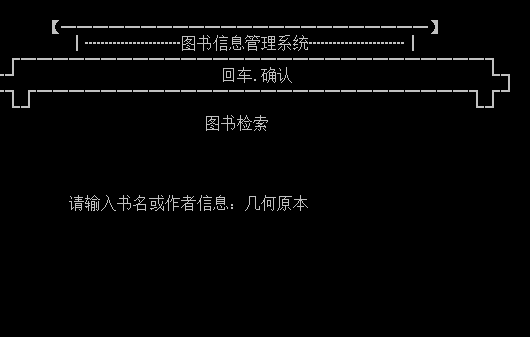 图书信息管理系统
回车.确认
图书检索
请输入书名或作者信息：几何原本